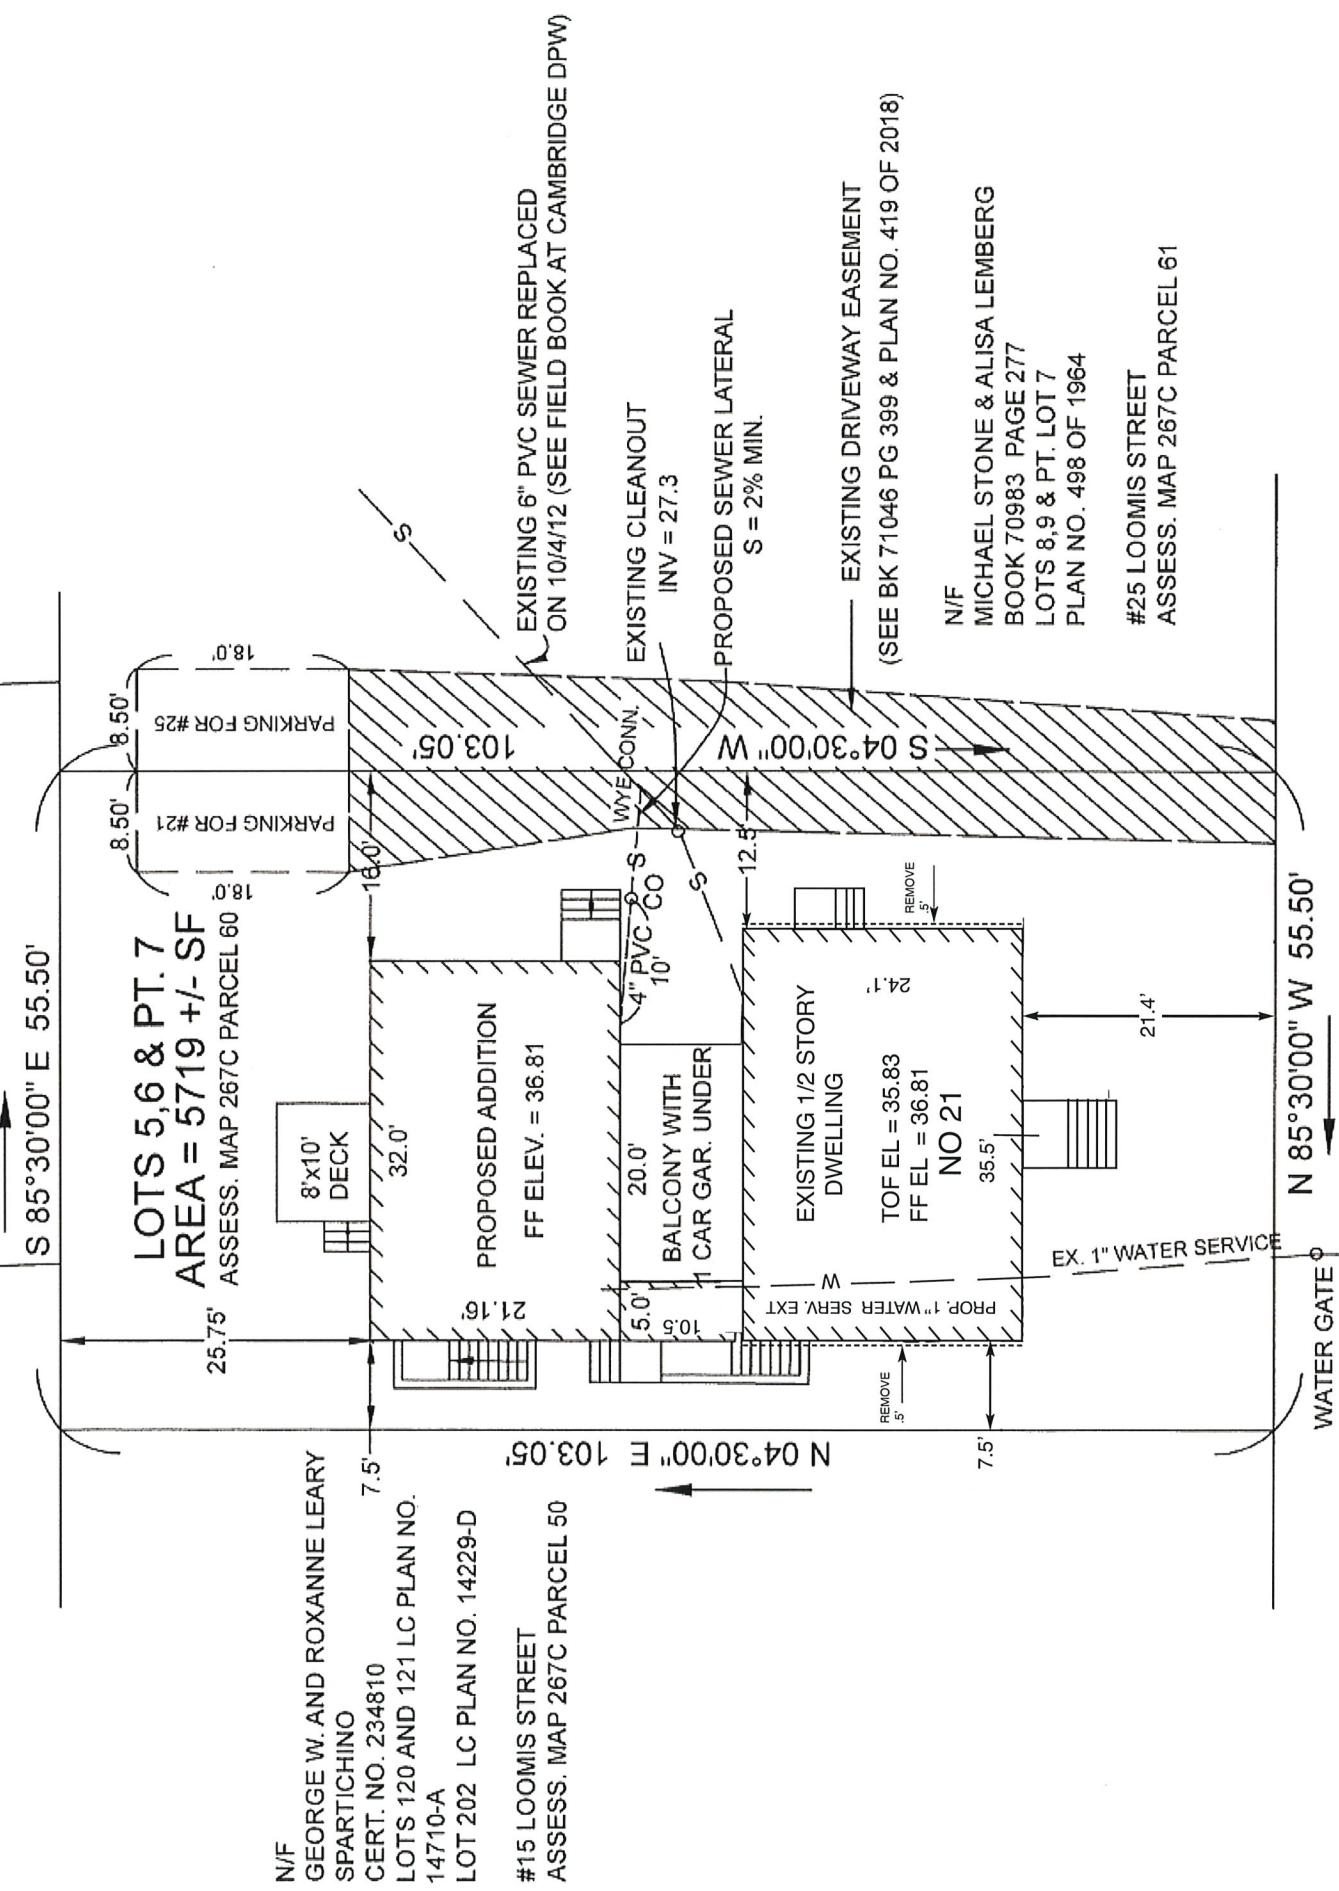 S 85°30'00" E 55.50'
LOTS 5,6 & PT. 7
AREA = 5719 +/- SF
ASSESS. MAP 267C PARCEL 60
25.75'
8.50'
8.50'
18.0'
18.0'
PARKING FOR #21
PARKING FOR #25
N/F
GEORGE W. AND ROXANNE LEARY
SPARTICHINO
CERT. NO. 234810
LOTS 120 AND 121 LC PLAN NO.
14710-A
LOT 202 LC PLAN NO. 14229-D
#15 LOOMIS STREET
ASSESS. MAP 267C PARCEL 50
7.5'
8'x10'
DECK
32.0'
16.0'
103.05'
S 04°30'00" W
PROPOSED ADDITION
FF ELEV. = 36.81
21.16'
N 04°30'00" E 103.05'
EXISTING 6" PVC SEWER REPLACED
ON 10/4/12 (SEE FIELD BOOK AT CAMBRIDGE DPW)
S
WYE CONN.
EXISTING CLEANOUT
INV = 27.3
PROPOSED SEWER LATERAL
S = 2% MIN.
S
CO
4" PVC
10'
S
5.0'
20.0'
BALCONY WITH
1 CAR GAR. UNDER
10.5
12.5'
EXISTING 1/2 STORY
DWELLING
TOF EL = 35.83
FF EL = 36.81
NO 21
35.5'
24.1'
W
PROP. 1" WATER SERV. EXT
REMOVE
.5'
REMOVE
.5'
7.5'
21.4'
EXISTING DRIVEWAY EASEMENT
(SEE BK 71046 PG 399 & PLAN NO. 419 OF 2018)
N/F
MICHAEL STONE & ALISA LEMBERG
BOOK 70983 PAGE 277
LOTS 8,9 & PT. LOT 7
PLAN NO. 498 OF 1964
#25 LOOMIS STREET
ASSESS. MAP 267C PARCEL 61
EX. 1" WATER SERVICE
N 85°30'00" W 55.50'
WATER GATE